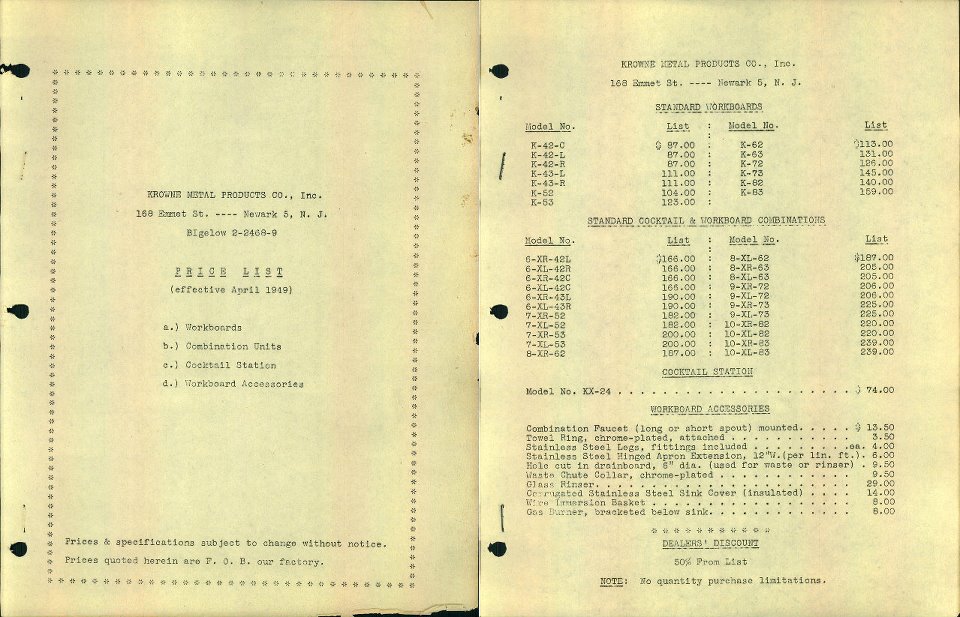 KROWNE METAL PRODUCTS CO., Inc.
168 Emmet St. ---- Newark 5, N. J.
BIgelow 2-2468-9
PRICE LIST
(effective April 1949)
a.) Workboards
b.) Combination Units
c.) Cocktail Station
d.) Workboard Accessories
Prices & specifications subject to change without notice.
Prices quoted herein are F. O. B. our factory.
KROWNE METAL PRODUCTS CO., Inc.
168 Emmet St. ---- Newark 5, N. J.
STANDARD WORKBOARDS
Model No. List : Model No. List
K-42-C $ 87.00 : K-62 $113.00
K-42-L 87.00 : K-63 131.00
K-42-R 87.00 : K-72 126.00
K-43-L 111.00 : K-73 145.00
K-43-R 111.00 : K-82 140.00
K-52 104.00 : K-83 159.00
K-53 123.00 :
STANDARD COCKTAIL & WORKBOARD COMBINATIONS
Model No. List : Model No. List
6-XR-42L $166.00 : 8-XL-62 $187.00
6-XL-42R 166.00 : 8-XR-63 205.00
6-XR-42C 166.00 : 8-XL-63 205.00
6-XL-42C 166.00 : 9-XR-72 206.00
6-XR-43L 190.00 : 9-XL-72 206.00
6-XL-43R 190.00 : 9-XR-73 225.00
7-XR-52 182.00 : 9-XL-73 225.00
7-XL-52 182.00 : 10-XR-82 220.00
7-XR-53 200.00 : 10-XL-82 220.00
7-XL-53 200.00 : 10-XR-83 239.00
8-XR-62 187.00 : 10-XL-83 239.00
COCKTAIL STATION
Model No. KX-24 . . . . . . . . . . . . . . . . . . . . . . $ 74.00
WORKBOARD ACCESSORIES
Combination Faucet (long or short spout) mounted. . . . . $ 13.50
Towel Ring, chrome-plated, attached . . . . . . . . . . . 3.50
Stainless Steel Legs, fittings included . . . . . . . . .ea. 4.00
Stainless Steel Hinged Apron Extension, 12"W.(per lin. ft.). 6.00
Hole cut in drainboard, 6" dia. (used for waste or rinser) . 9.50
Waste Chute Collar, chrome-plated . . . . . . . . . . . . 9.50
Glass Rinser. . . . . . . . . . . . . . . . . . . . . . . 29.00
Corrugated Stainless Steel Sink Cover (insulated) . . . . 14.00
Wire Immersion Basket . . . . . . . . . . . . . . . . . . 8.00
Gas Burner, bracketed below sink. . . . . . . . . . . . . 8.00
* * * * * * * * * * *
DEALERS' DISCOUNT
50% From List
NOTE: No quantity purchase limitations.